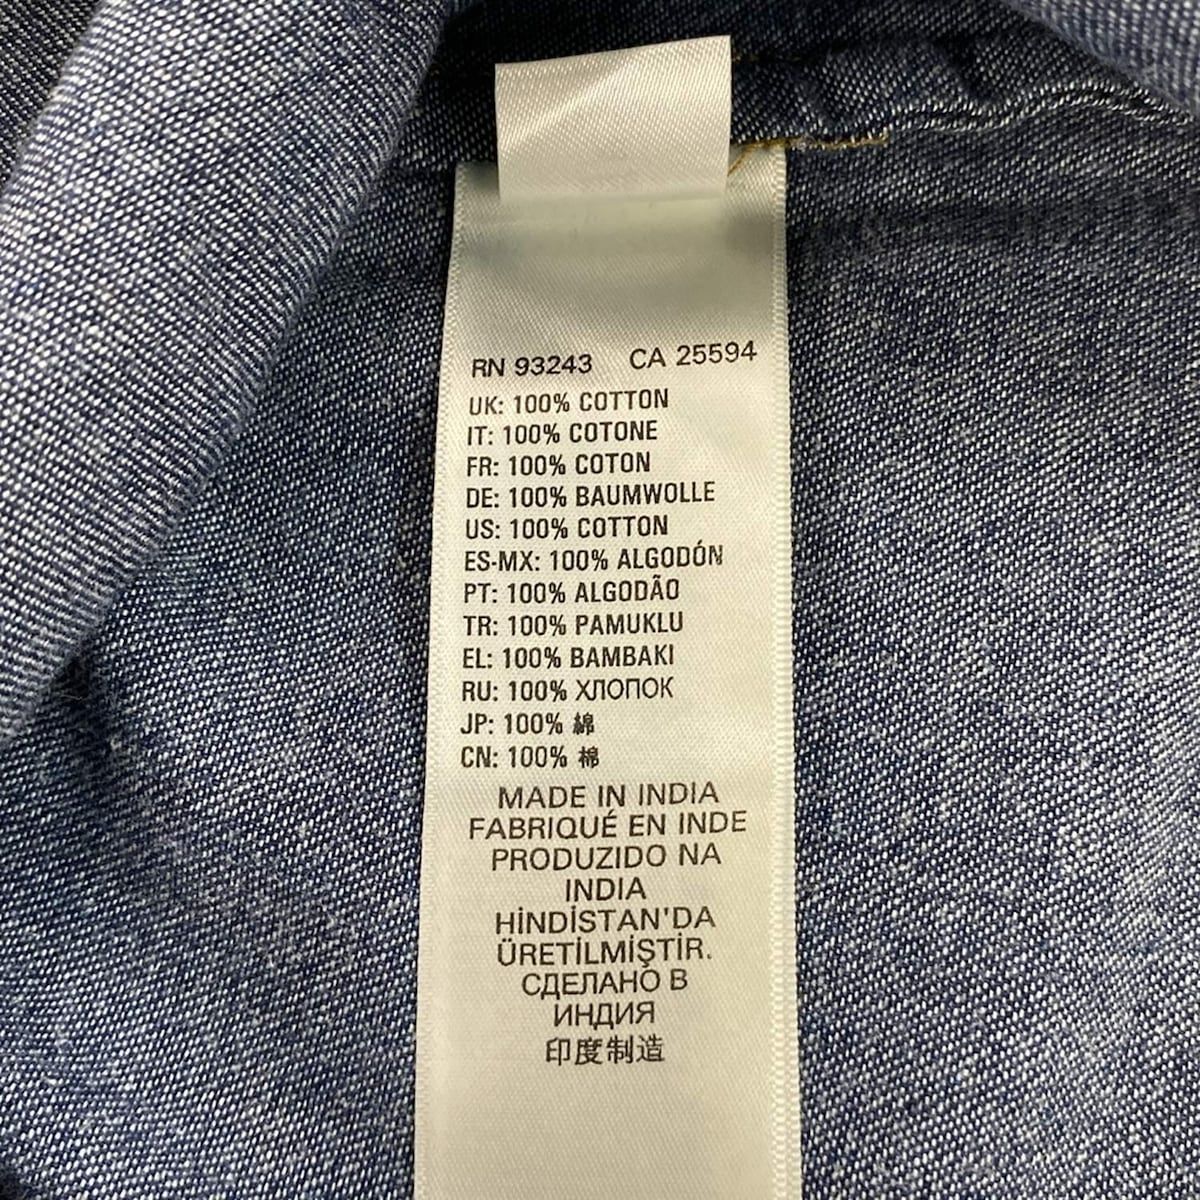 RN 93243 CA 25594
UK: 100% COTTON
IT: 100% COTONE
FR: 100% COTON
DE: 100% BAUMWOLLE
US: 100% COTTON
ES-MX: 100% ALGODÓN
PT: 100% ALGODÃO
TR: 100% PAMUKLU
EL: 100% BAMBAKI
RU: 100% ХЛОПОК
JP: 100% 綿
CN: 100% 棉
MADE IN INDIA
FABRIQUÉ EN INDE
PRODUZIDO NA
INDIA
HİNDİSTAN'DA
ÜRETİLMİŞTİR.
СДЕЛАНО В
ИНДИЯ
印度制造